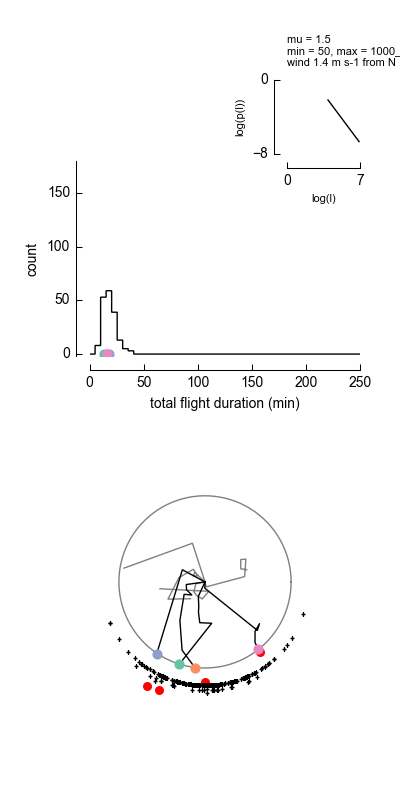 mu = 1.5
min = 50, max = 1000_
wind 1.4 m s-1 from N
0
log(p(l))
−8
0 7
log(l)
150
100
count
50
0
0 50 100 150 200 250
total flight duration (min)